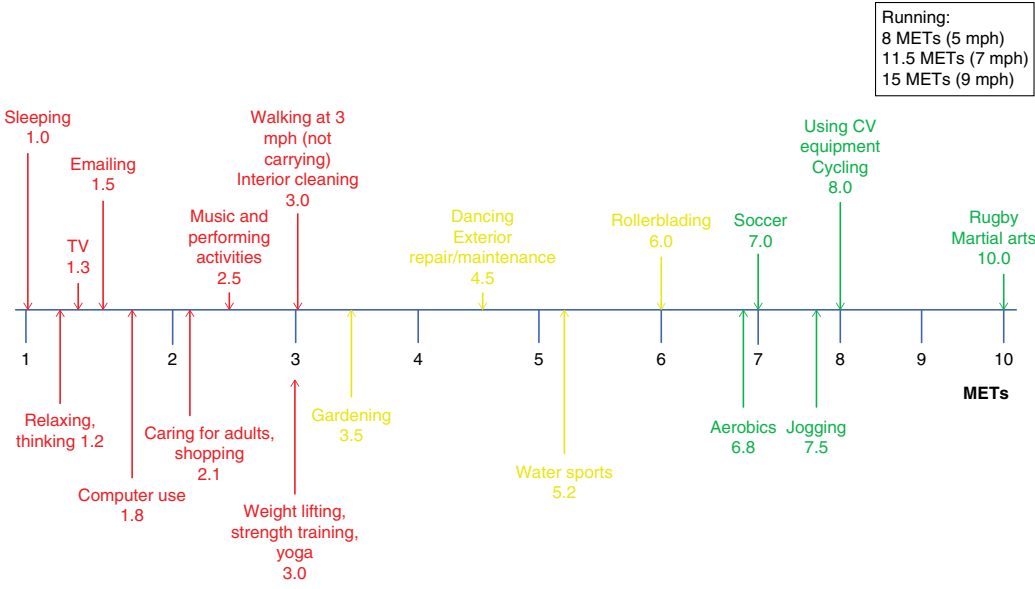 Running:
8 METs (5 mph)
11.5 METs (7 mph)
15 METs (9 mph)
Sleeping
1.0
Emailing
1.5
TV
1.3
Music and
performing
activities
2.5
Walking at 3
mph (not
carrying)
Interior cleaning
3.0
Dancing
Exterior
repair/maintenance
4.5
Rollerblading
6.0
Soccer
7.0
Using CV
equipment
Cycling
8.0
Rugby
Martial arts
10.0
1
2
3
4
5
6
7
8
9
10
METs
Relaxing,
thinking 1.2
Computer use
1.8
Caring for adults,
shopping
2.1
Weight lifting,
strength training,
yoga
3.0
Gardening
3.5
Water sports
5.2
Aerobics
6.8
Jogging
7.5